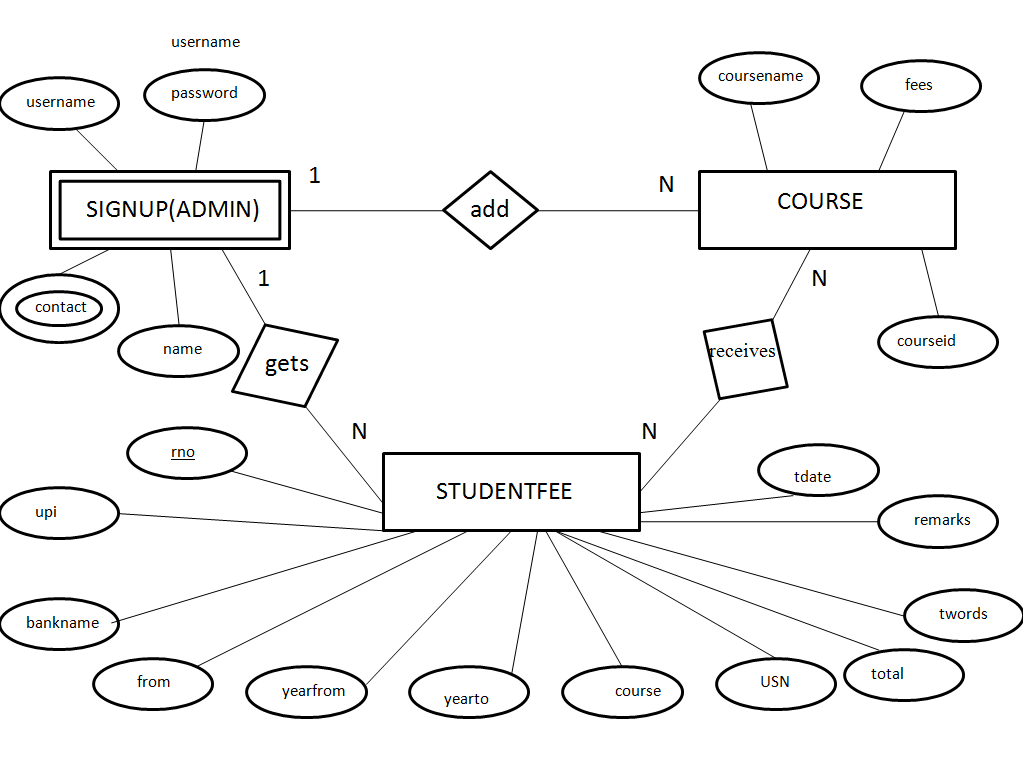 username
username
password
coursename
fees
1
N
SIGNUP(ADMIN)
add
COURSE
1
N
contact
name
gets
receives
courseid
N
N
rno
tdate
upi
STUDENTFEE
remarks
bankname
twords
from
yearfrom
yearto
course
USN
total